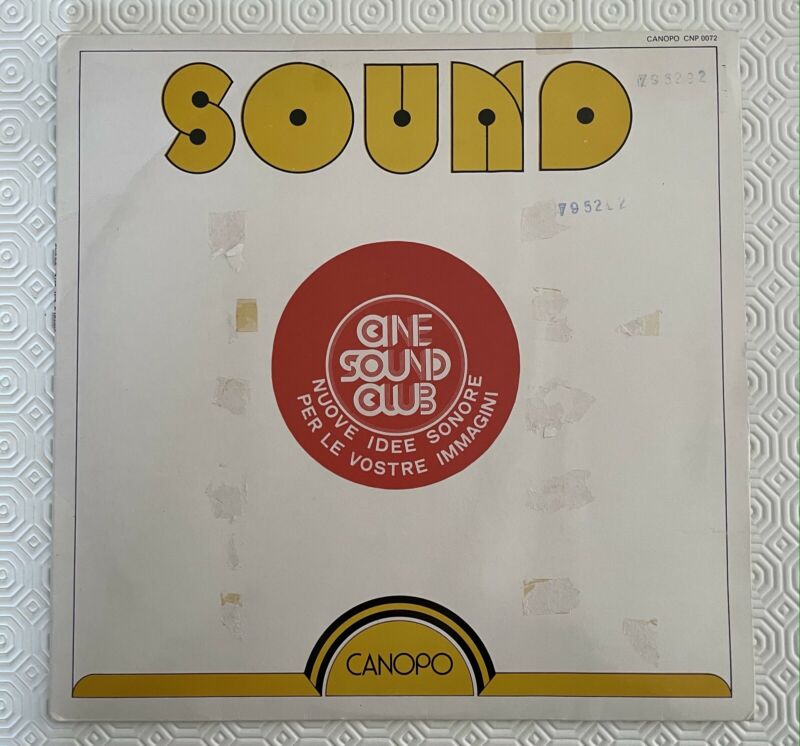 CANOPO CNP 0072
SOUND
CINE
SOUND
CLUB
NUOVE IDEE SONORE
PER LE VOSTRE IMMAGINI
CANOPO